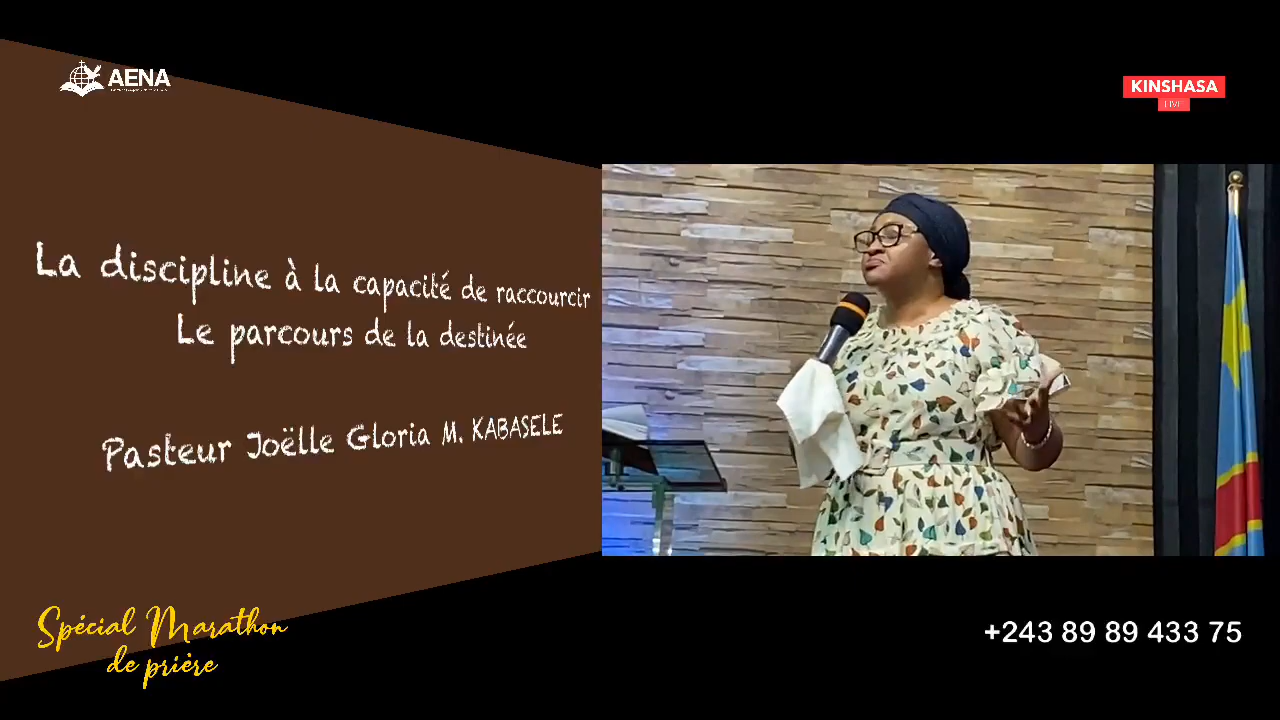 AENA
KINSHASA
LIVE
La discipline à la capacité de raccourcir
Le parcours de la destinée
Pasteur Joëlle Gloria M. KABASELE
Spécial Marathon
de prière
+243 89 89 433 75